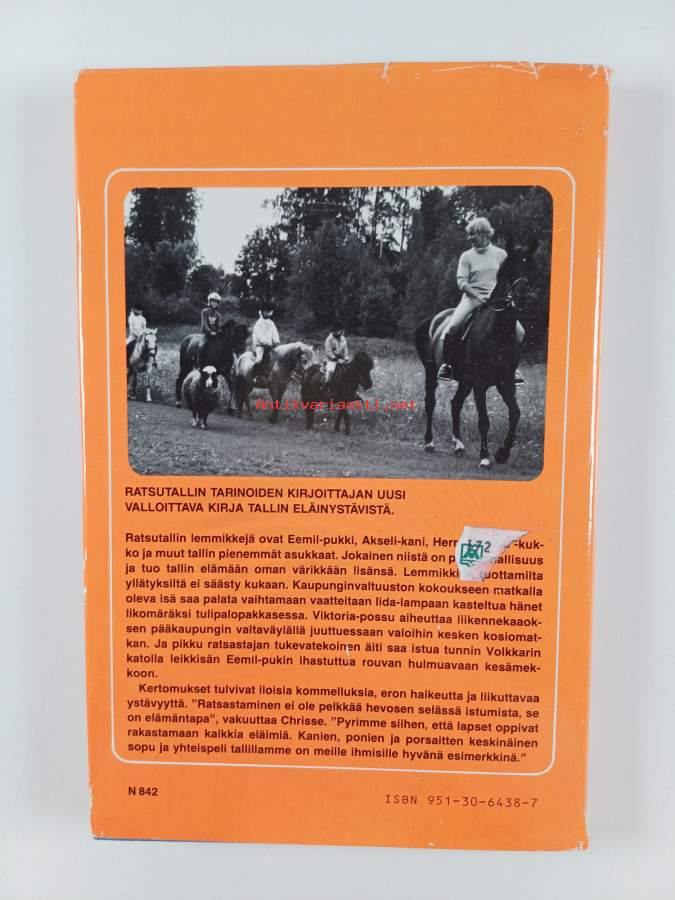 Antikvariaatti.net
RATSUTALLIN TARINOIDEN KIRJOITTAJAN UUSI
VALLOITTAVA KIRJA TALLIN ELÄINYSTÄVISTÄ.
Ratsutallin lemmikkejä ovat Eemil-pukki, Akseli-kani, -kuk-
ko ja muut tallin pienemmät asukkaat. Jokainen niistä on
ja tuo tallin elämään oman värikkään lisänsä.
yllätyksiltä ei säästy kukaan. Kaupunginvaltuuston kokoukseen matkalla
oleva isä saa palata vaihtamaan vaatteitaan Iida-lampaan kasteltua hänet
likomäräksi tulipalopakkasessa. Viktoria-possu aiheuttaa liikennekaaok-
sen pääkaupungin valtaväylällä juuttuessaan valoihin kesken kosiomat-
kan. Ja pikku ratsastajan tukevatekoinen äiti saa istua tunnin Volkkarin
katolla leikkisän Eemil-pukin ihastuttua rouvan hulmuavaan kesämek-
koon.
Kertomukset tulvivat iloisia kommelluksia, eron haikeutta ja liikuttavaa
ystävyyttä. ”Ratsastaminen ei ole pelkkää hevosen selässä istumista, se
on elämäntapa”, vakuuttaa Chrisse. ”Pyrimme siihen, että lapset oppivat
rakastamaan kaikkia eläimiä. Kanien, ponien ja porsaitten keskinäinen
sopu ja yhteispeli tallillamme on meille ihmisille hyvänä esimerkkinä.”
172
N 842
ISBN 951-30-6438-7